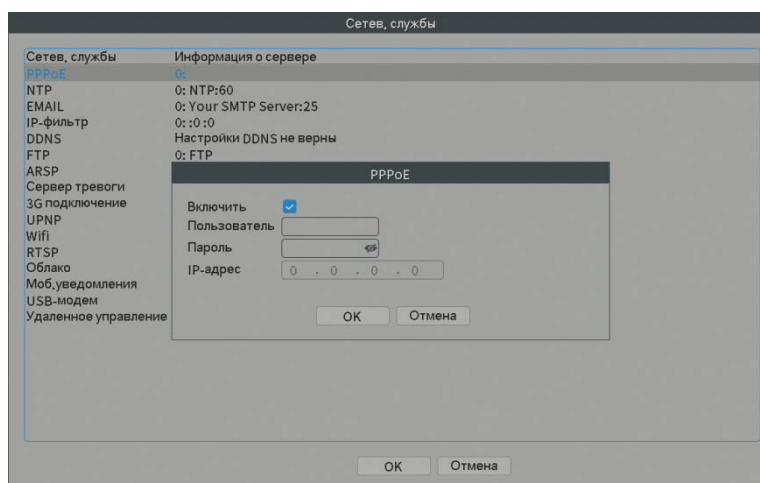 Сетев, службы
Сетев, службы Информация о сервере
PPPoE 0:
NTP 0: NTP:60
EMAIL 0: Your SMTP Server:25
IP-фильтр 0: :0 :0
DDNS Настройки DDNS не верны
FTP 0: FTP
ARSP
PPPoE
Сервер тревоги
3G подключение
Включить
UPNP
Пользователь
Wifi
RTSP
Пароль
Облако
IP-адрес 0 . 0 . 0 . 0
Моб,уведомления
USB-модем
Удаленное управление
OK Отмена
OK Отмена